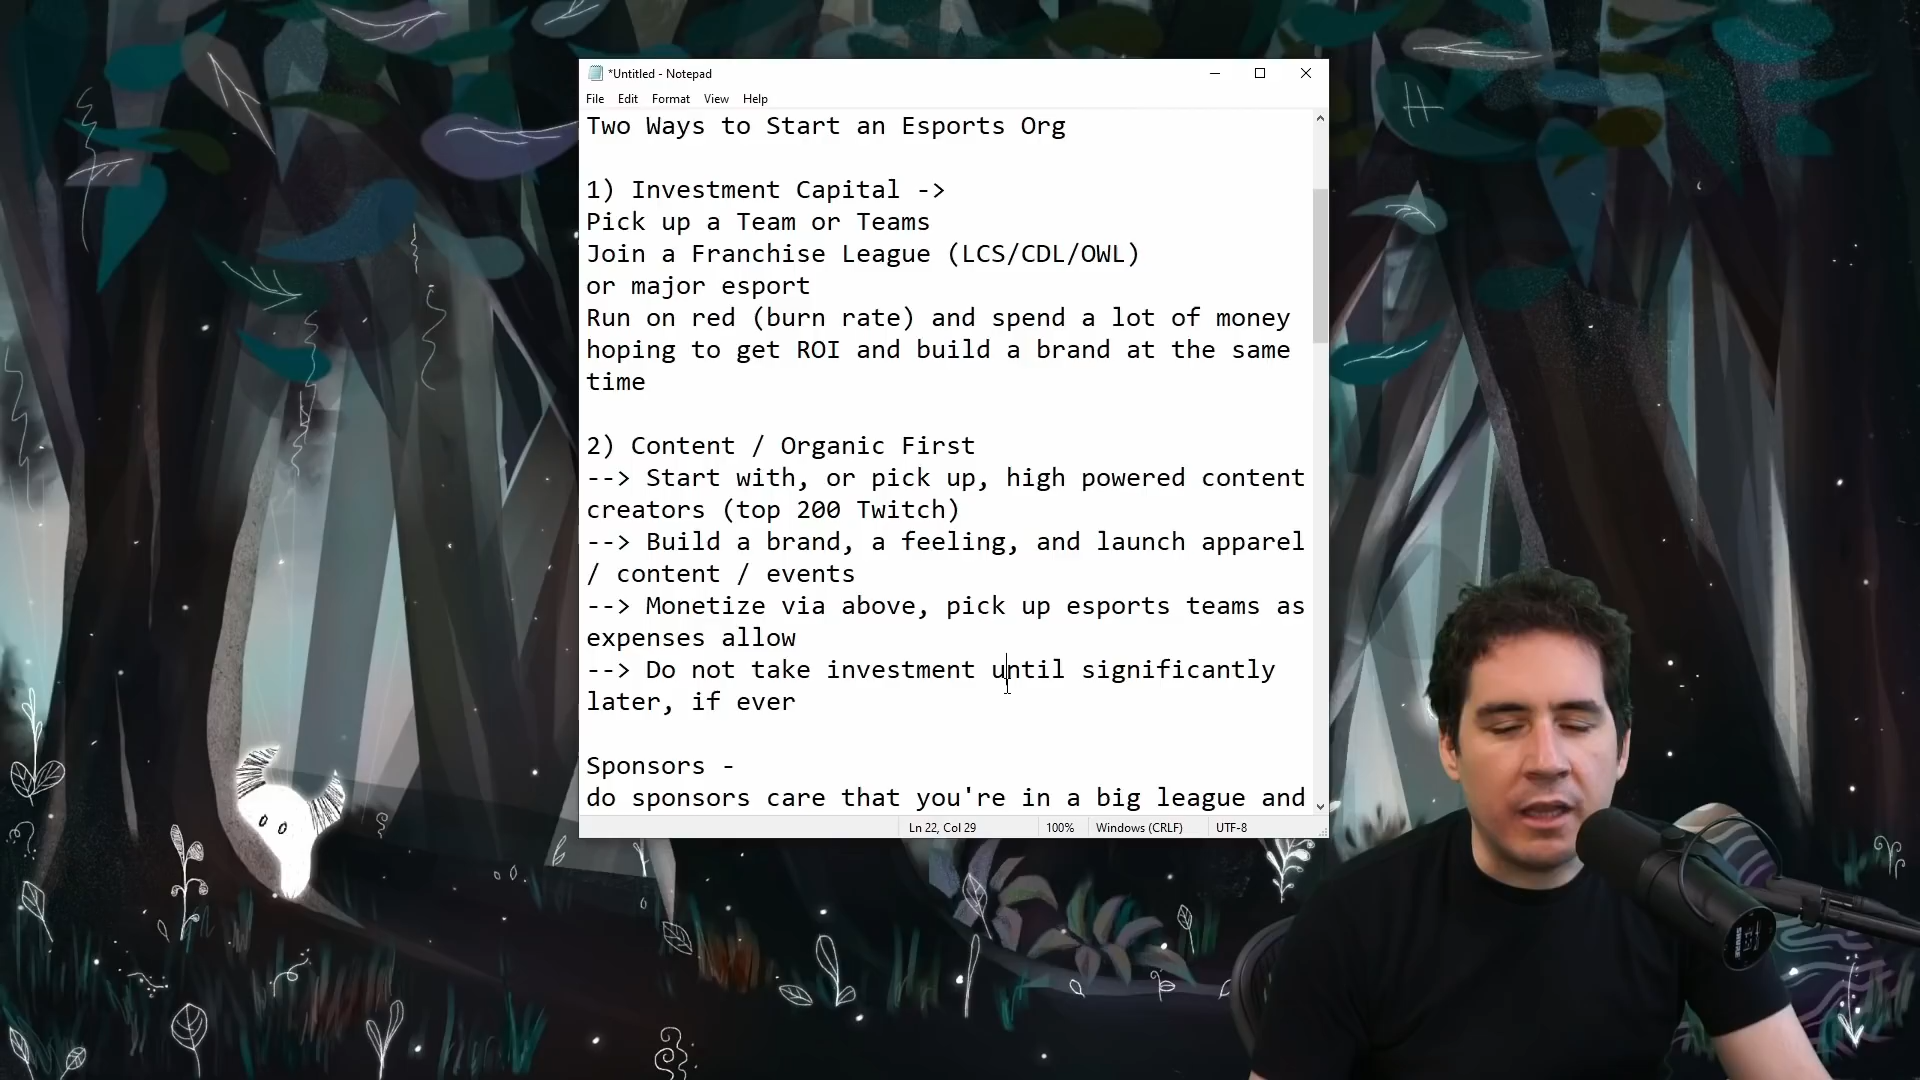 *Untitled - Notepad
File Edit Format View Help
Two Ways to Start an Esports Org
1) Investment Capital ->
Pick up a Team or Teams
Join a Franchise League (LCS/CDL/OWL)
or major esport
Run on red (burn rate) and spend a lot of money
hoping to get ROI and build a brand at the same
time
2) Content / Organic First
--> Start with, or pick up, high powered content
creators (top 200 Twitch)
--> Build a brand, a feeling, and launch apparel
/ content / events
--> Monetize via above, pick up esports teams as
expenses allow
--> Do not take investment until significantly
later, if ever
Sponsors -
do sponsors care that you're in a big league and
Ln 22, Col 29 100% Windows (CRLF) UTF-8
SHURE